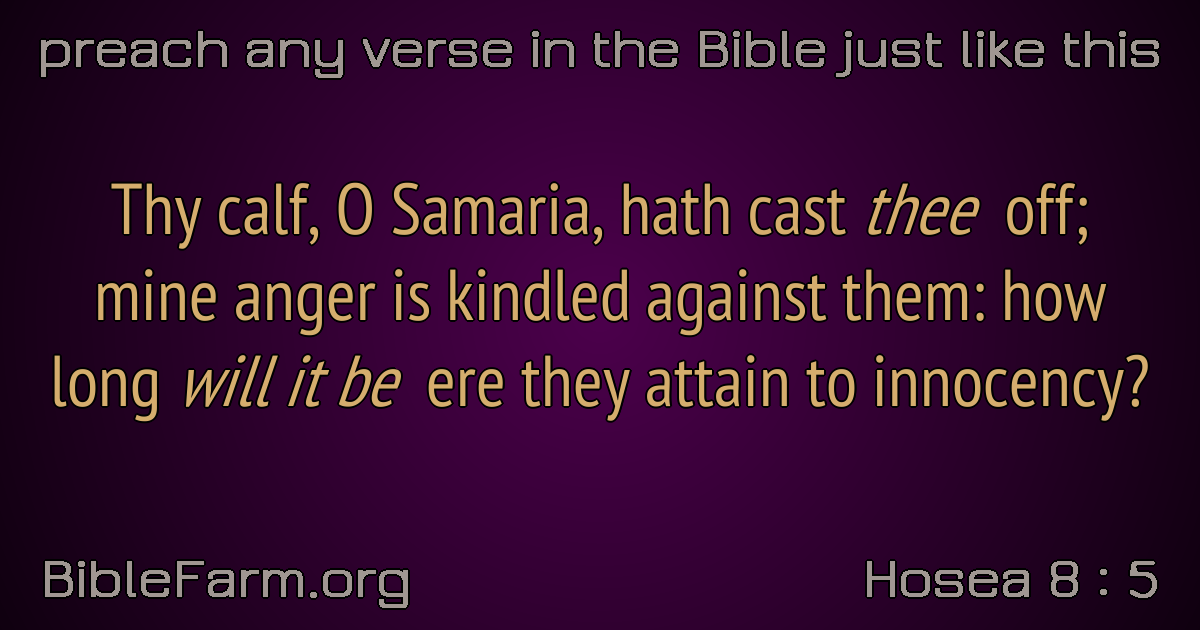 preach any verse in the Bible just like this
Thy calf, O Samaria, hath cast thee off;
mine anger is kindled against them: how
long will it be ere they attain to innocency?
BibleFarm.org
Hosea 8 : 5